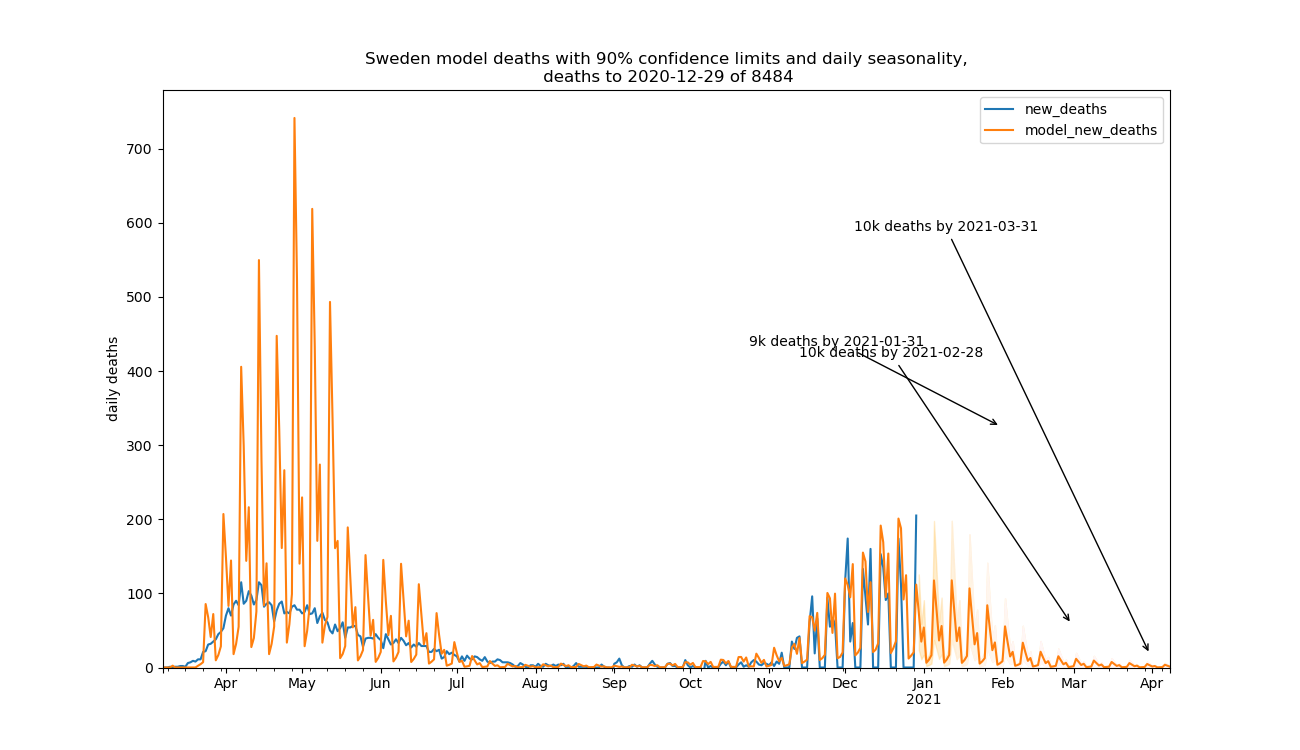 Sweden model deaths with 90% confidence limits and daily seasonality,
deaths to 2020-12-29 of 8484
new_deaths
model_new_deaths
daily deaths
700
600
500
400
300
200
100
0
10k deaths by 2021-03-31
9k deaths by 2021-01-31
10k deaths by 2021-02-28
Apr May Jun Jul Aug Sep Oct Nov Dec Jan Feb Mar Apr
2021